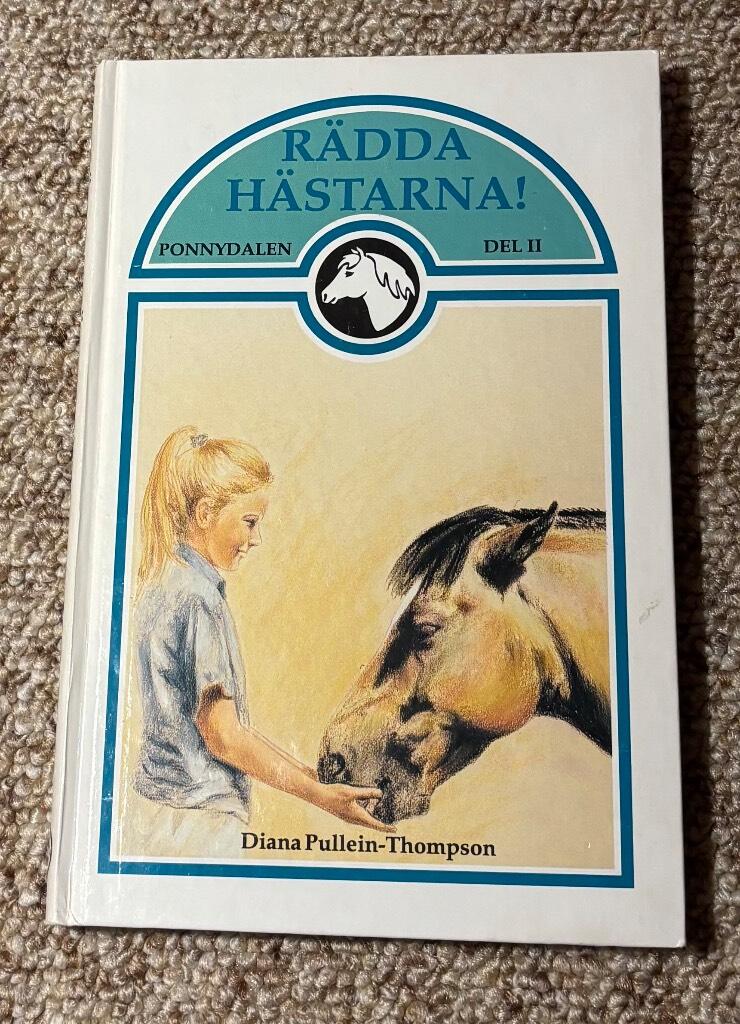 RÄDDA
HÄSTARNA!
PONNYDALEN DEL II
Diana Pullein-Thompson